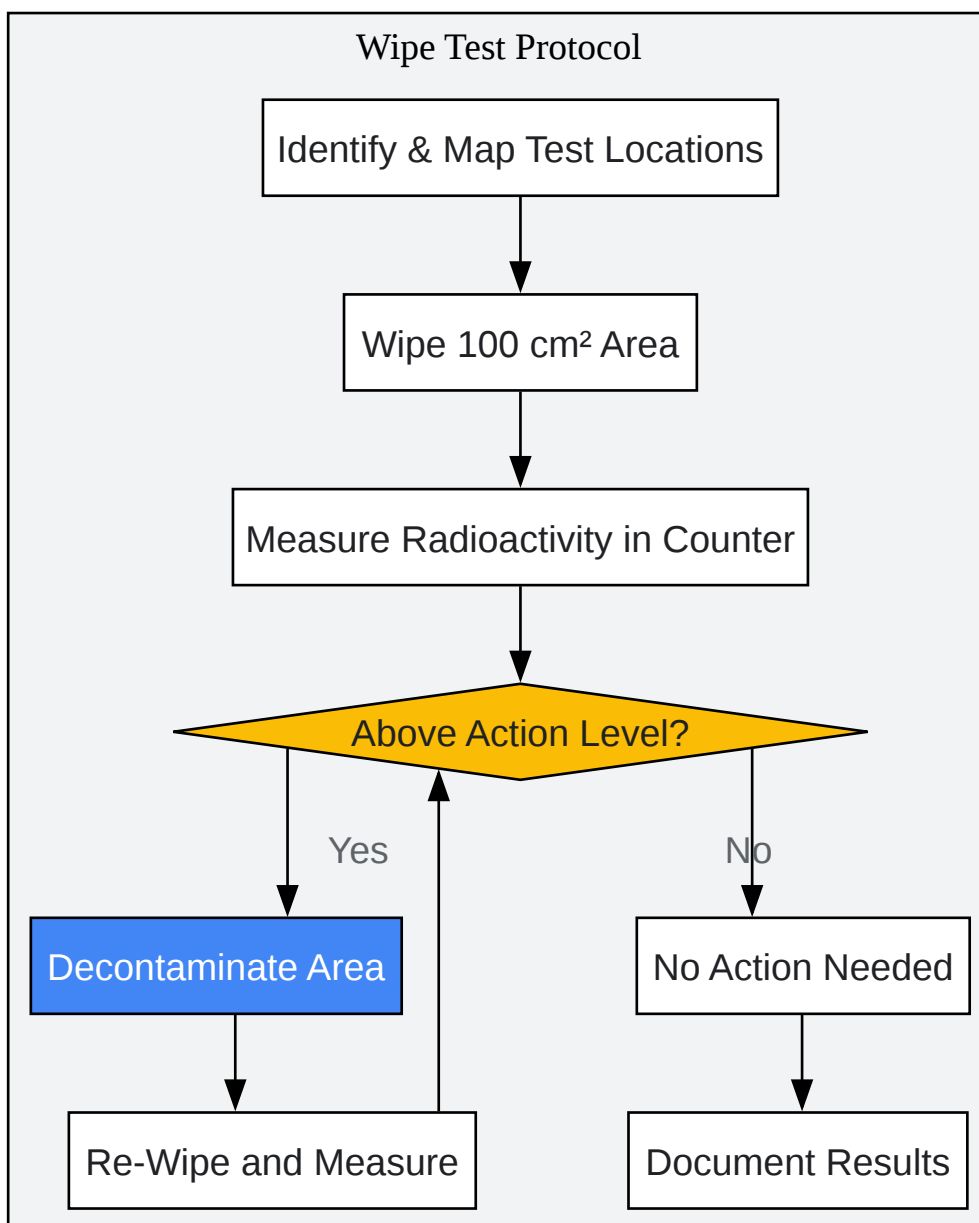 Wipe Test Protocol
Identify & Map Test Locations
Wipe 100 cm² Area
Measure Radioactivity in Counter
Above Action Level?
Yes
No
Decontaminate Area
No Action Needed
Re-Wipe and Measure
Document Results